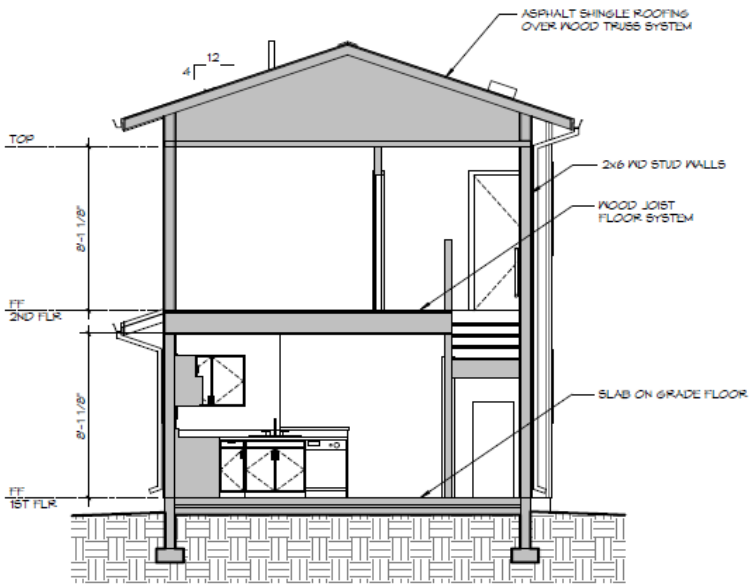 ASPHALT SHINGLE ROOFING
OVER WOOD TRUSS SYSTEM
12
4
TOP
2x6 WD STUD WALLS
WOOD JOIST
FLOOR SYSTEM
8'-1 1/8"
FF
2ND FLR
8'-1 1/8"
SLAB ON GRADE FLOOR
FF
1ST FLR